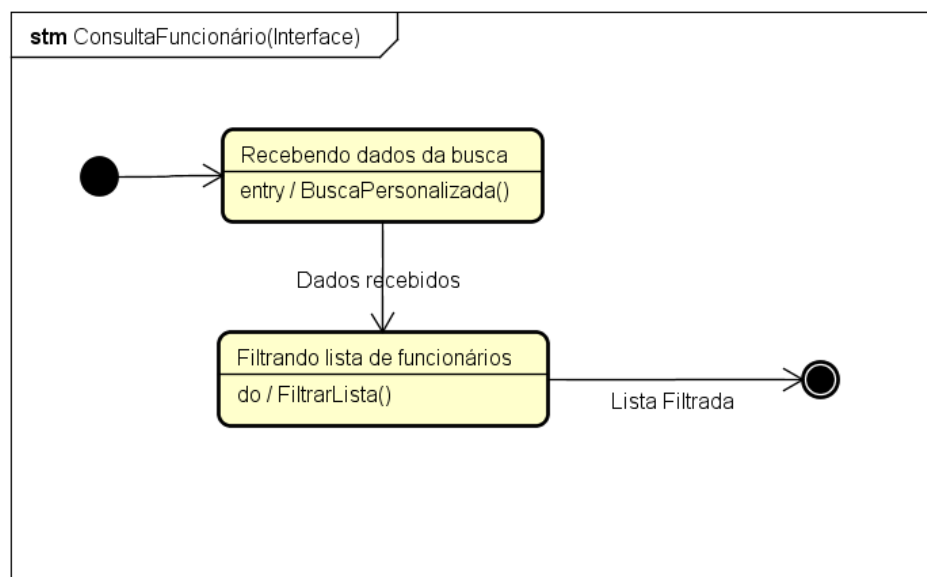 stm ConsultaFuncionário(Interface)
Recebendo dados da busca
entry / BuscaPersonalizada()
Dados recebidos
Filtrando lista de funcionários
do / FiltrarLista()
Lista Filtrada